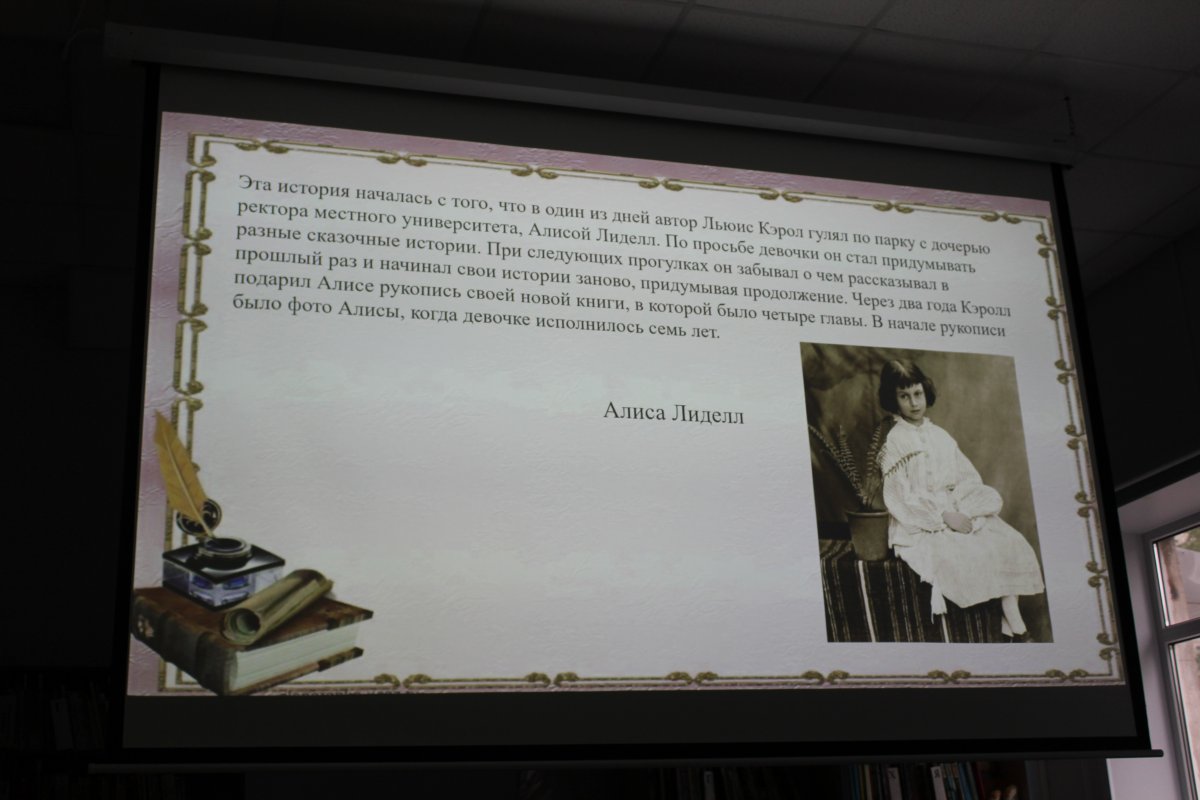 Эта история началась с того, что в один из дней автор Льюис Кэрол гулял по парку с дочерью
ректора местного университета, Алисой Лиделл. По просьбе девочки он стал придумывать
разные сказочные истории. При следующих прогулках он забывал о чем рассказывал в
прошлый раз и начинал свои истории заново, придумывая продолжение. Через два года Кэролл
подарил Алисе рукопись своей новой книги, в которой было четыре главы. В начале рукописи
было фото Алисы, когда девочке исполнилось семь лет.
Алиса Лиделл